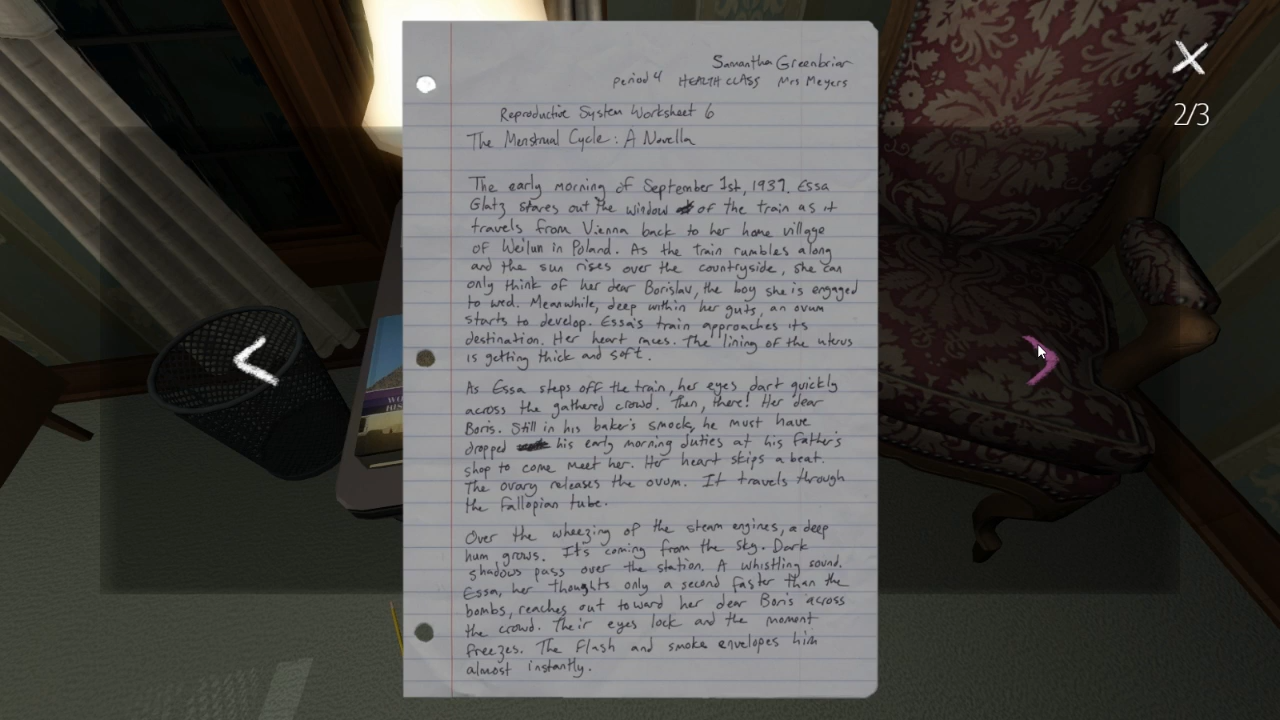 Samantha Greenbriar
period 4 HEALTH CLASS Mrs Meyers
2/3
Reproductive System Worksheet 6
The Menstrual Cycle: A Novella
The early morning of September 1st, 1939. Essa
Glatz stares out the window of the train as it
travels from Vienna back to her home village
of Weilun in Poland. As the train rumbles along
and the sun rises over the countryside, she can
only think of her dear Borislav, the boy she is engaged
to wed. Meanwhile, deep within her guts, an ovum
starts to develop. Essa's train approaches its
destination. Her heart races. The lining of the uterus
is getting thick and soft.
As Essa steps off the train, her eyes dart quickly
across the gathered crowd. Then, there! Her dear
Boris. Still in his baker's smock, he must have
dropped his early morning duties at his father's
shop to come meet her. Her heart skips a beat.
The ovary releases the ovum. It travels through
the fallopian tube.
Over the wheezing of the steam engines, a deep
hum grows. It's coming from the sky. Dark
shadows pass over the station. A whistling sound.
Essa, her thoughts only a second faster than the
bombs, reaches out toward her dear Boris across
the crowd. Their eyes lock and the moment
freezes. The flash and smoke envelopes him
almost instantly.